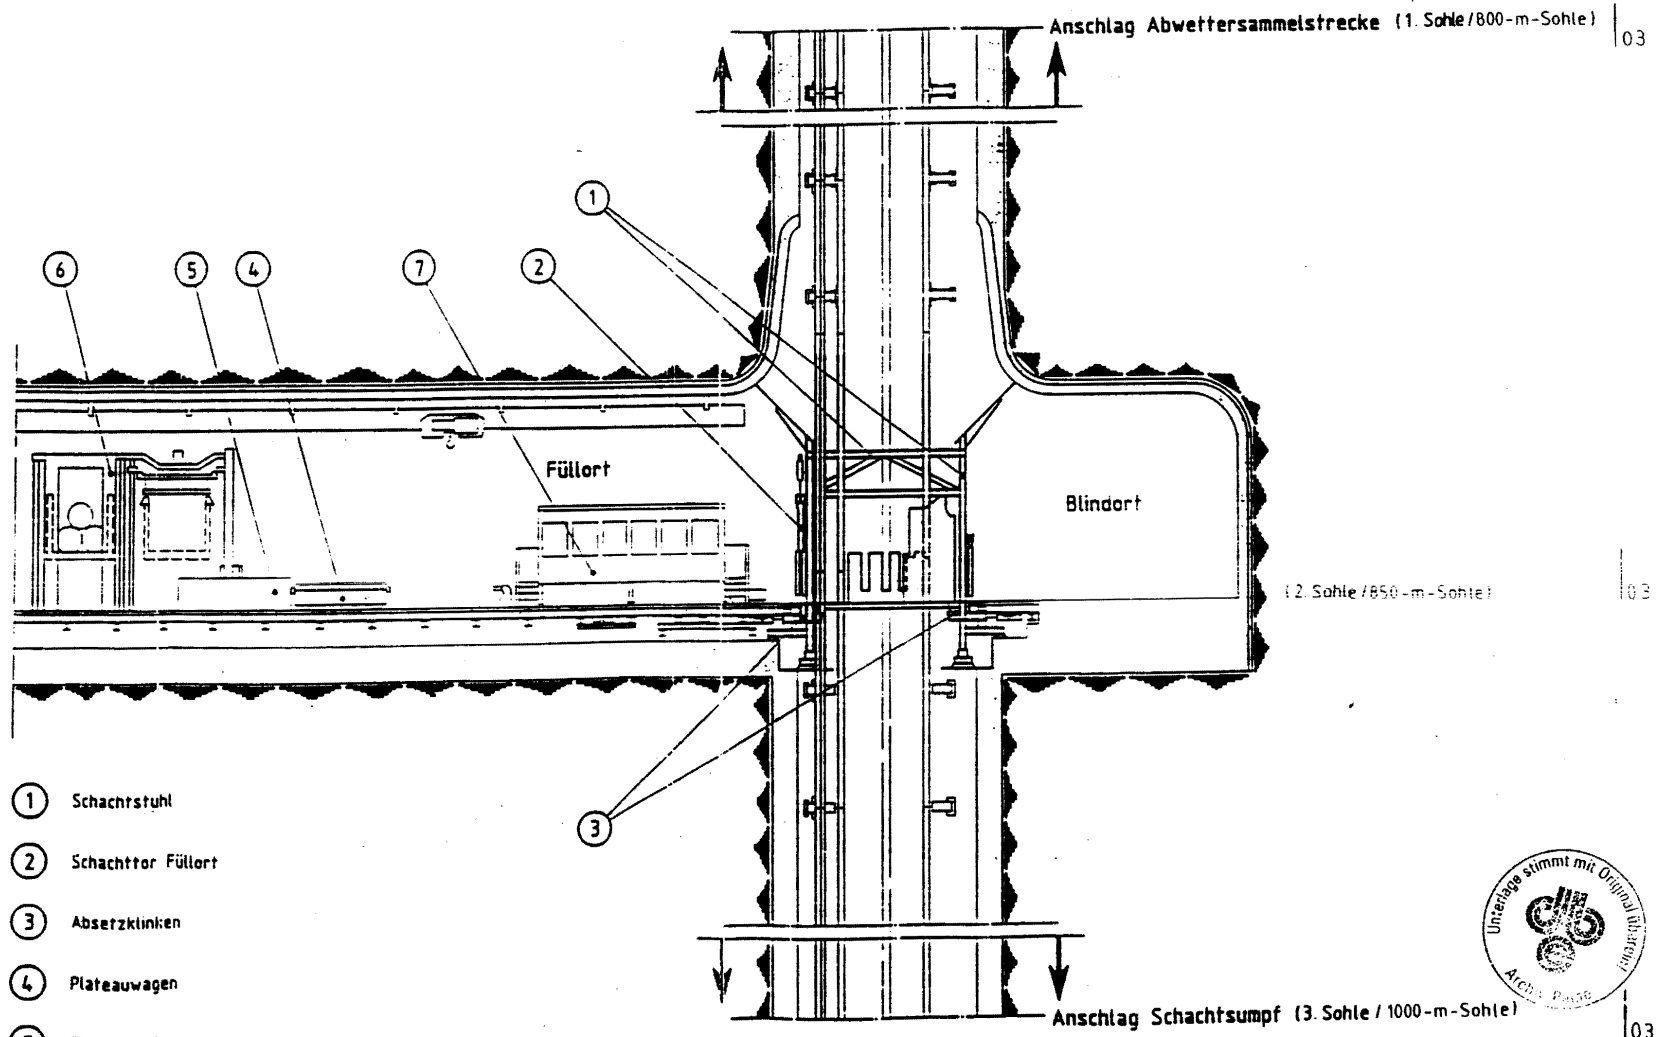 Anschlag Abwettersammelstrecke (1. Sohle/800-m-Sohle)
03
1
6
5
4
7
2
Füllort
Blindort
(2. Sohle/850-m-Sohle)
03
3
1 Schachtstuhl
2 Schachttor Füllort
3 Absetzklinken
4 Plateauwagen
Unterlage stimmt mit Original
Anschlag Schachtsumpf (3. Sohle / 1000-m-Sohle)
03